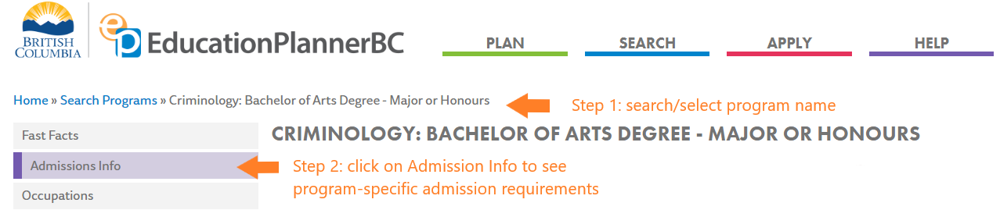 BRITISH
COLUMBIA
ep EducationPlannerBC
PLAN SEARCH APPLY HELP
Home » Search Programs » Criminology: Bachelor of Arts Degree - Major or Honours
Step 1: search/select program name
Fast Facts
CRIMINOLOGY: BACHELOR OF ARTS DEGREE - MAJOR OR HONOURS
Admissions Info
Step 2: click on Admission Info to see
program-specific admission requirements
Occupations